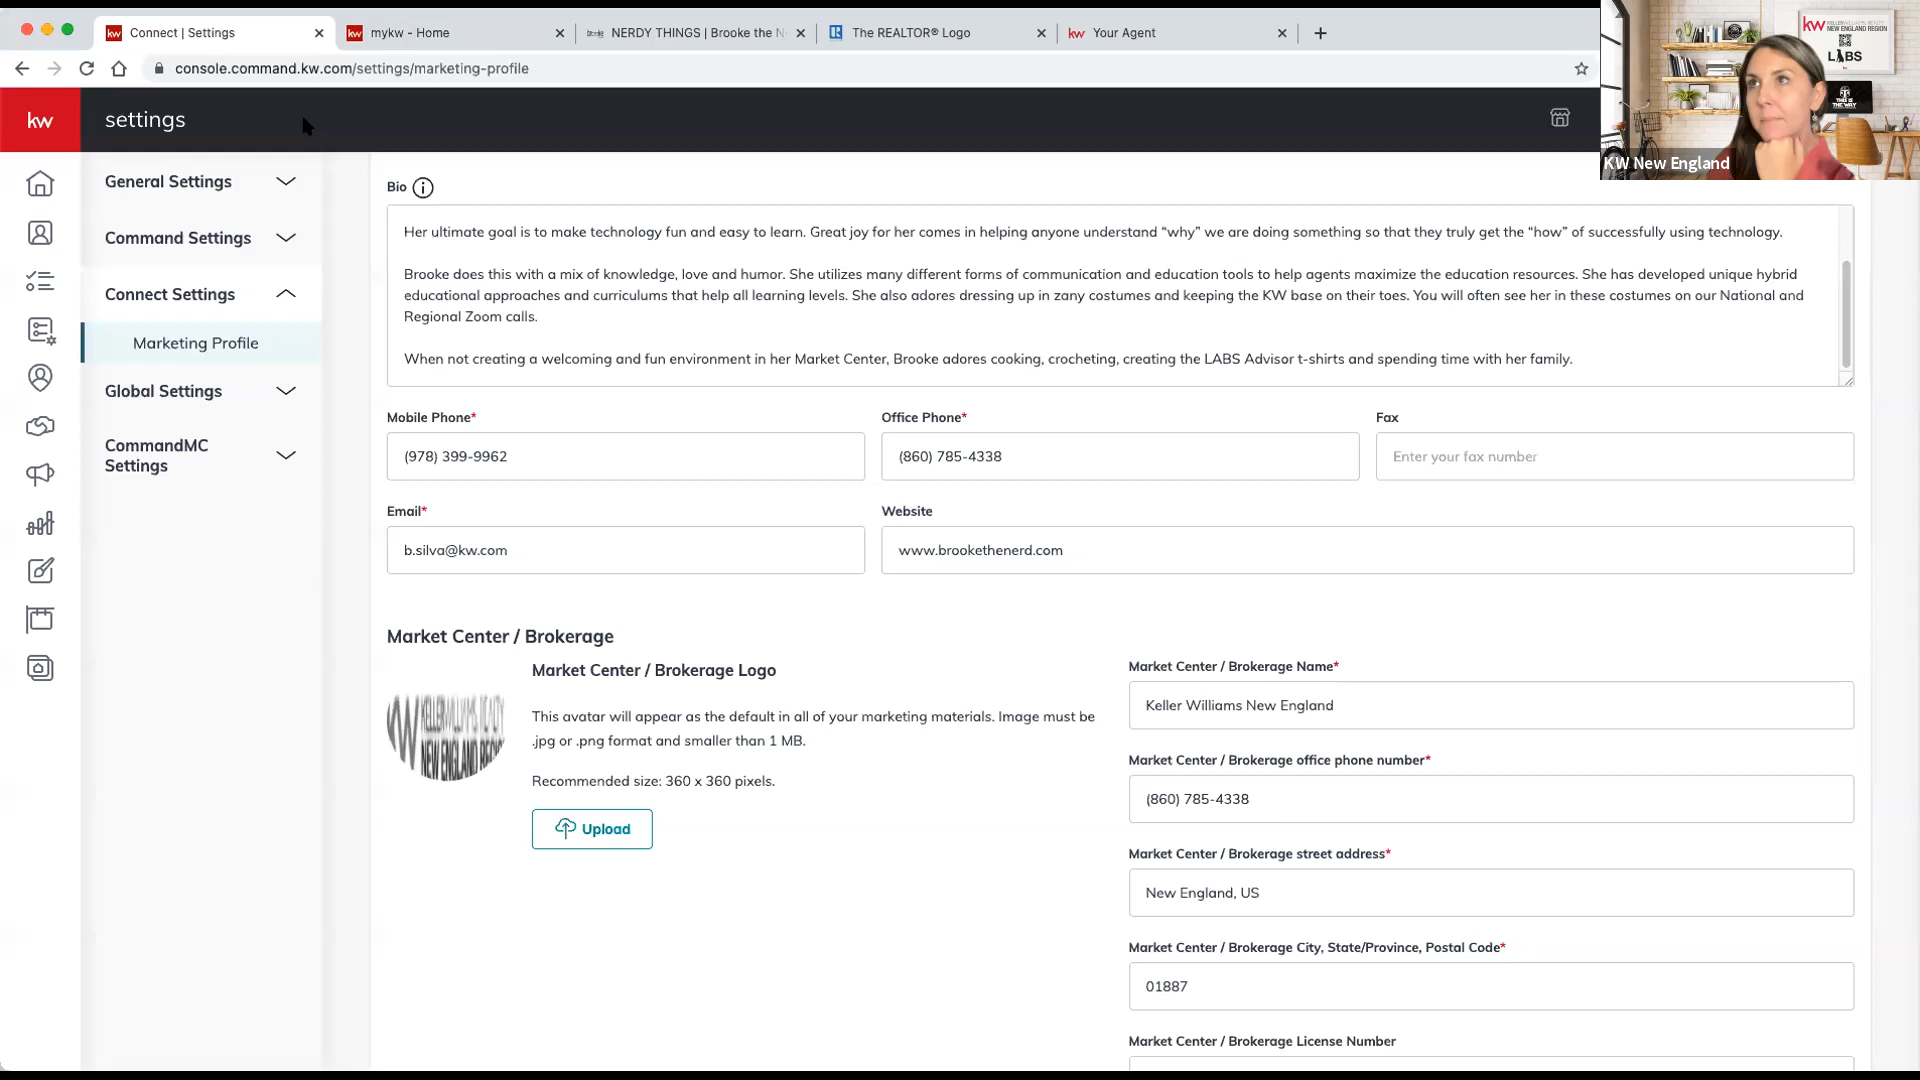 Connect | Settings
mykw - Home
NERDY THINGS | Brooke the N
The REALTOR® Logo
kw
Your Agent
console.command.kw.com/settings/marketing-profile
kw
settings
kw
KELLERWILLIAMS. REALTY
NEW ENGLAND REGION
LABS
THIS IS
THE WAY
KW New England
General Settings
Command Settings
Connect Settings
Marketing Profile
Global Settings
CommandMC
Settings
Bio
Her ultimate goal is to make technology fun and easy to learn. Great joy for her comes in helping anyone understand “why” we are doing something so that they truly get the “how” of successfully using technology.
Brooke does this with a mix of knowledge, love and humor. She utilizes many different forms of communication and education tools to help agents maximize the education resources. She has developed unique hybrid
educational approaches and curriculums that help all learning levels. She also adores dressing up in zany costumes and keeping the KW base on their toes. You will often see her in these costumes on our National and
Regional Zoom calls.
When not creating a welcoming and fun environment in her Market Center, Brooke adores cooking, crocheting, creating the LABS Advisor t-shirts and spending time with her family.
Mobile Phone*
Office Phone*
Fax
(978) 399-9962
(860) 785-4338
Enter your fax number
Email*
Website
b.silva@kw.com
www.brookethenerd.com
Market Center / Brokerage
Market Center / Brokerage Logo
This avatar will appear as the default in all of your marketing materials. Image must be
.jpg or .png format and smaller than 1 MB.
Recommended size: 360 x 360 pixels.
Upload
KW KELLERWILLIAMS. REALTY
NEW ENGLAND REGIO
Market Center / Brokerage Name*
Keller Williams New England
Market Center / Brokerage office phone number*
(860) 785-4338
Market Center / Brokerage street address*
New England, US
Market Center / Brokerage City, State/Province, Postal Code*
01887
Market Center / Brokerage License Number